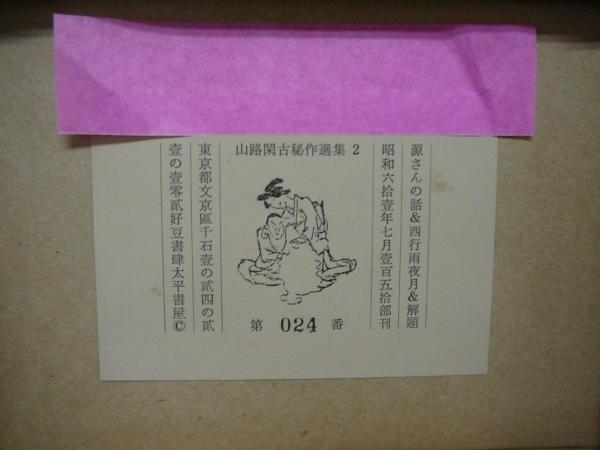 山路閑古秘作選集 2
源さんの話&西行雨夜月&解題
昭和六拾壹年七月壹百五拾部刊
東京都文京區千石壹の貳四の貳
壹の壹零貳好豆書肆太平書屋©
第 024 番